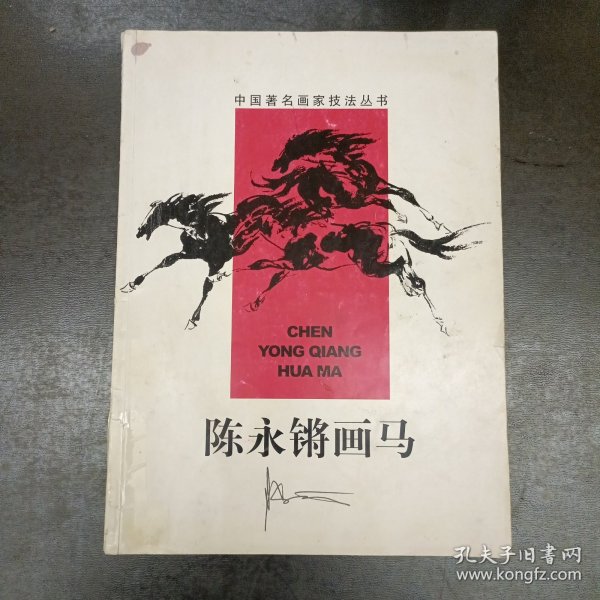 中国著名画家技法丛书
CHEN
YONG QIANG
HUA MA
陈永锵画马
孔夫子旧书网
www.kongfz.com